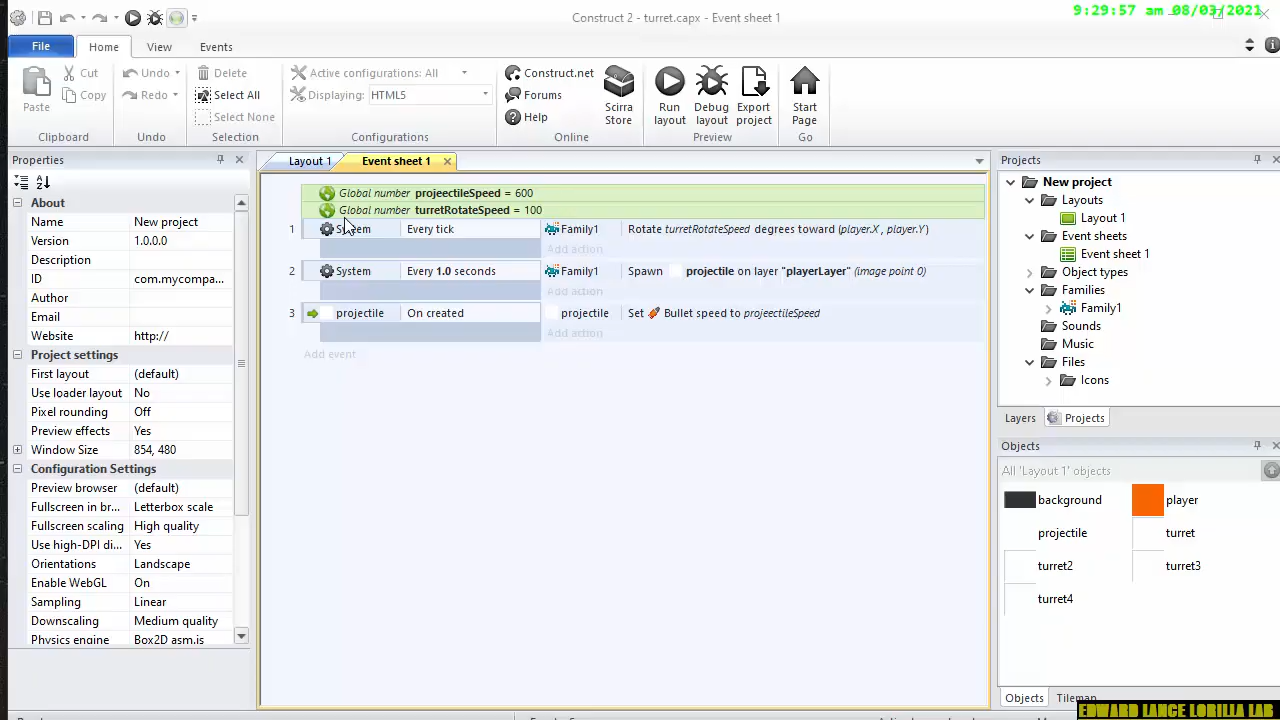 Construct 2 - turret.capx - Event sheet 1
9:29:57 am 08/03/2021
File
Home
View
Events
Paste
Cut
Copy
Clipboard
Undo
Redo
Undo
Delete
Select All
Select None
Selection
Active configurations: All
Displaying:
HTML5
Configurations
Construct.net
Forums
Help
Scirra
Store
Online
Run
layout
Debug
layout
Export
project
Preview
Start
Page
Go
Properties
About
Name New project
Version 1.0.0.0
Description
ID com.mycompa...
Author
Email
Website http://
Project settings
First layout (default)
Use loader layout No
Pixel rounding Off
Preview effects Yes
Window Size 854, 480
Configuration Settings
Preview browser (default)
Fullscreen in br... Letterbox scale
Fullscreen scaling High quality
Use high-DPI di... Yes
Orientations Landscape
Enable WebGL On
Sampling Linear
Downscaling Medium quality
Physics engine Box2D asm.js
Layout 1
Event sheet 1
Global number projeectileSpeed = 600
Global number turretRotateSpeed = 100
1 System Every tick Family1 Rotate turretRotateSpeed degrees toward (player.X , player.Y)
Add action
2 System Every 1.0 seconds Family1 Spawn projectile on layer "playerLayer" (image point 0)
Add action
3 projectile On created projectile Set Bullet speed to projeectileSpeed
Add action
Add event
Projects
New project
Layouts
Layout 1
Event sheets
Event sheet 1
Object types
Families
Family1
Sounds
Music
Files
Icons
Layers
Projects
Objects
All 'Layout 1' objects
background
player
projectile
turret
turret2
turret3
turret4
Objects
Tilemap
EDWARD LANCE LORILLA LAB